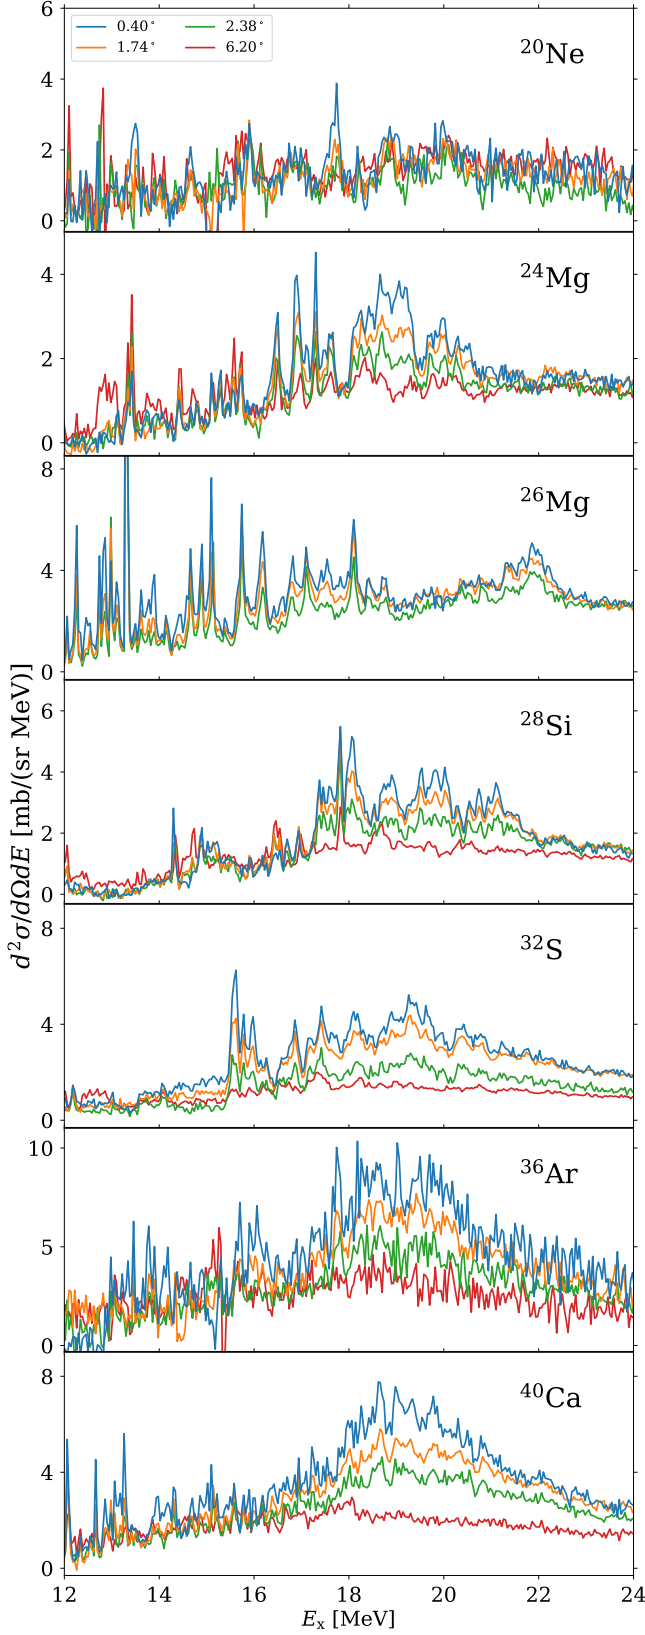 6
0.40° 2.38°
1.74° 6.20°
²⁰Ne
4
2
0
²⁴Mg
4
2
0
8
²⁶Mg
4
0
6
²⁸Si
4
2
0
d²σ/dΩdE [mb/(sr MeV)]
8
³²S
4
0
10
³⁶Ar
5
0
8
⁴⁰Ca
4
0
12 14 16 18 20 22 24
Eₓ [MeV]